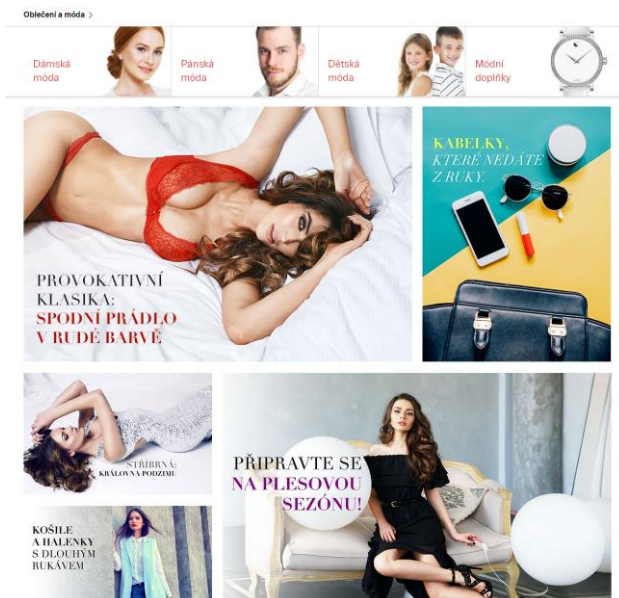 Oblečení a móda >
Dámská
móda
Pánská
móda
Dětská
móda
Módní
doplňky
PROVOKATIVNÍ
KLASIKA:
SPODNÍ PRÁDLO
V RUDÉ BARVĚ
KABELKY,
KTERÉ NEDÁTE
Z RUKY.
STŘÍBRNÁ:
KRÁLOVNA PODZIMU
KOŠILE
A HALENKY
S DLOUHÝM
RUKÁVEM
PŘIPRAVTE SE
NA PLESOVOU
SEZÓNU!